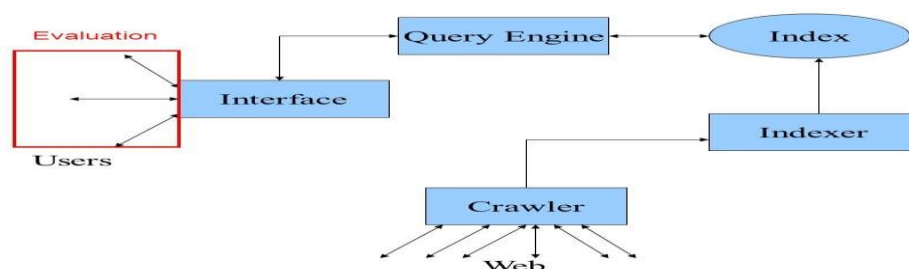 Evaluation
Query Engine
Index
Interface
Indexer
Users
Crawler
Web